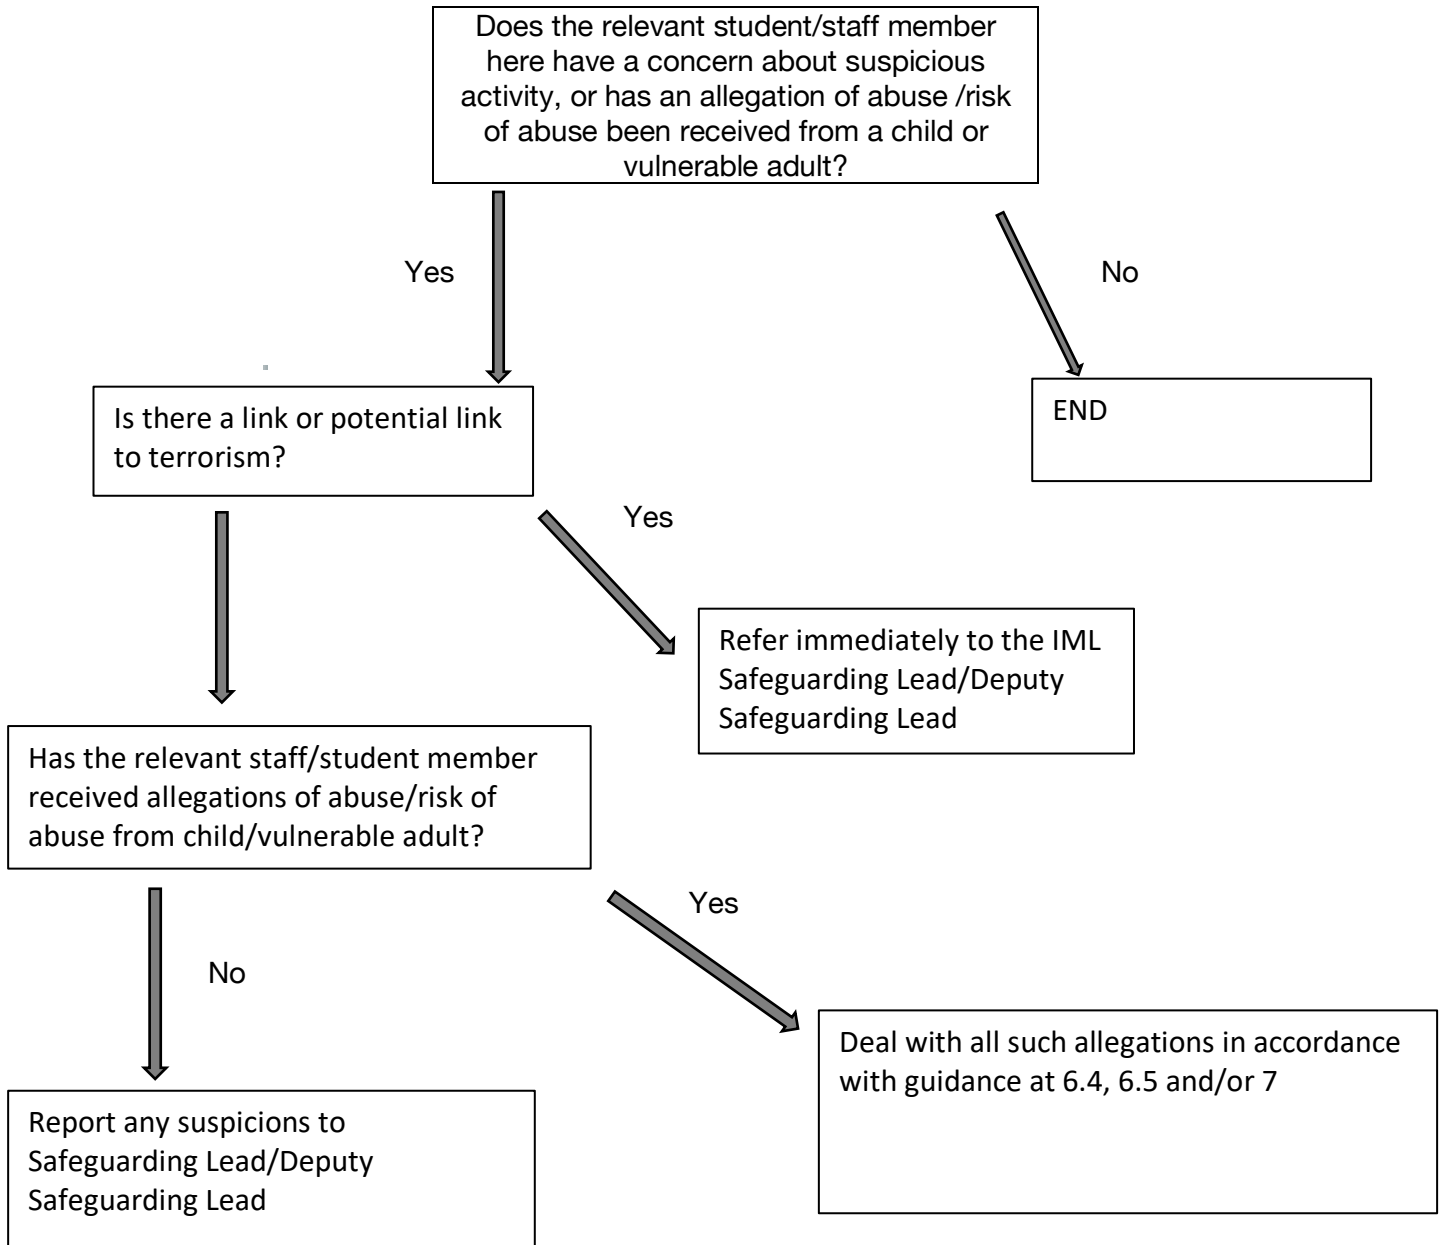 Does the relevant student/staff member
here have a concern about suspicious
activity, or has an allegation of abuse /risk
of abuse been received from a child or
vulnerable adult?
Yes
No
Is there a link or potential link
to terrorism?
END
Yes
Refer immediately to the IML
Safeguarding Lead/Deputy
Safeguarding Lead
Has the relevant staff/student member
received allegations of abuse/risk of
abuse from child/vulnerable adult?
Yes
No
Deal with all such allegations in accordance
with guidance at 6.4, 6.5 and/or 7
Report any suspicions to
Safeguarding Lead/Deputy
Safeguarding Lead